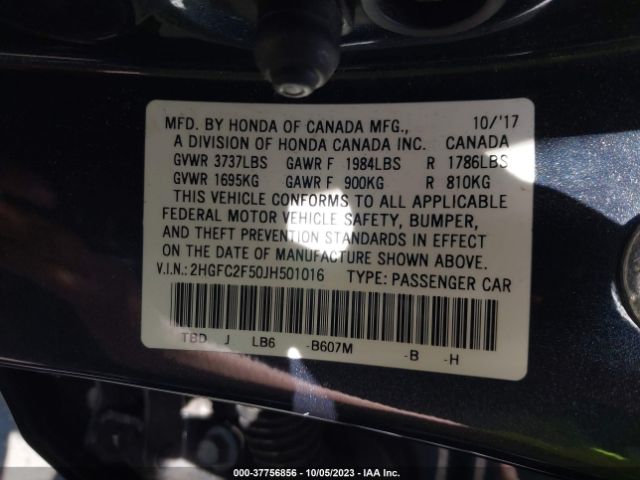 MFD. BY HONDA OF CANADA MFG., 10/'17
A DIVISION OF HONDA CANADA INC. CANADA
GVWR 3737LBS GAWR F 1984LBS R 1786LBS
GVWR 1695KG GAWR F 900KG R 810KG
THIS VEHICLE CONFORMS TO ALL APPLICABLE
FEDERAL MOTOR VEHICLE SAFETY, BUMPER,
AND THEFT PREVENTION STANDARDS IN EFFECT
ON THE DATE OF MANUFACTURE SHOWN ABOVE.
V.I.N.: 2HGFC2F50JH501016 TYPE: PASSENGER CAR
TBD J LB6 -B607M -B -H
000-37756856 | 10/05/2023 | IAA Inc.